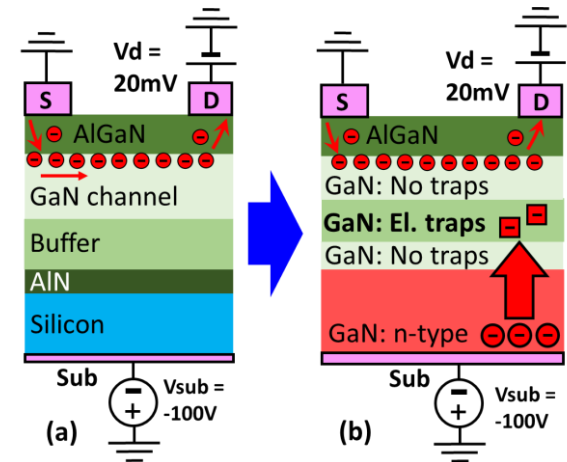 Vd =
20mV
S
D
AlGaN
GaN channel
Buffer
AlN
Silicon
Sub
Vsub =
-100V
(a)
Vd =
20mV
S
D
AlGaN
GaN: No traps
GaN: El. traps
GaN: No traps
GaN: n-type
Sub
Vsub =
-100V
(b)